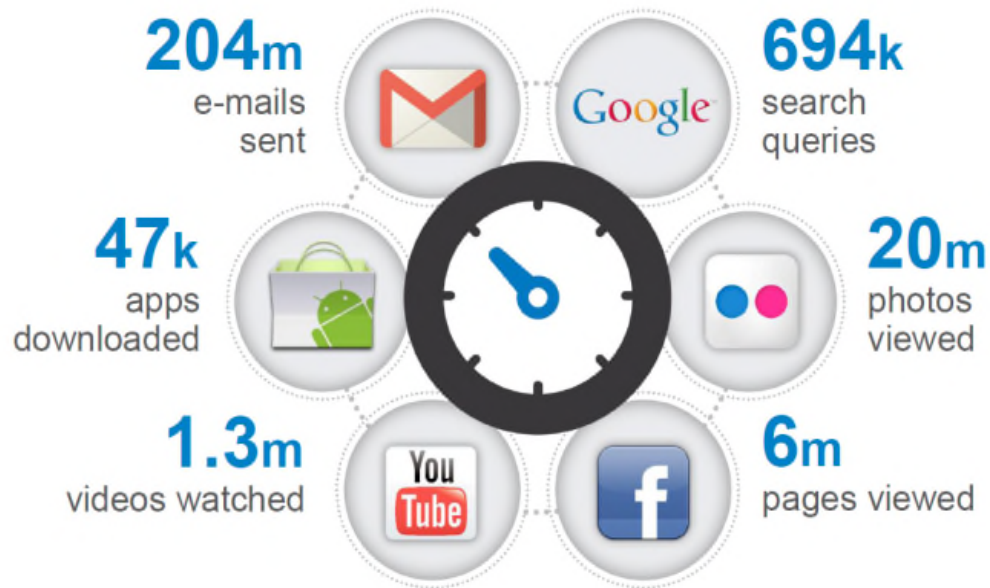 204m
e-mails
sent
Google
694k
search
queries
47k
apps
downloaded
20m
photos
viewed
1.3m
videos watched
You
Tube
f
6m
pages viewed